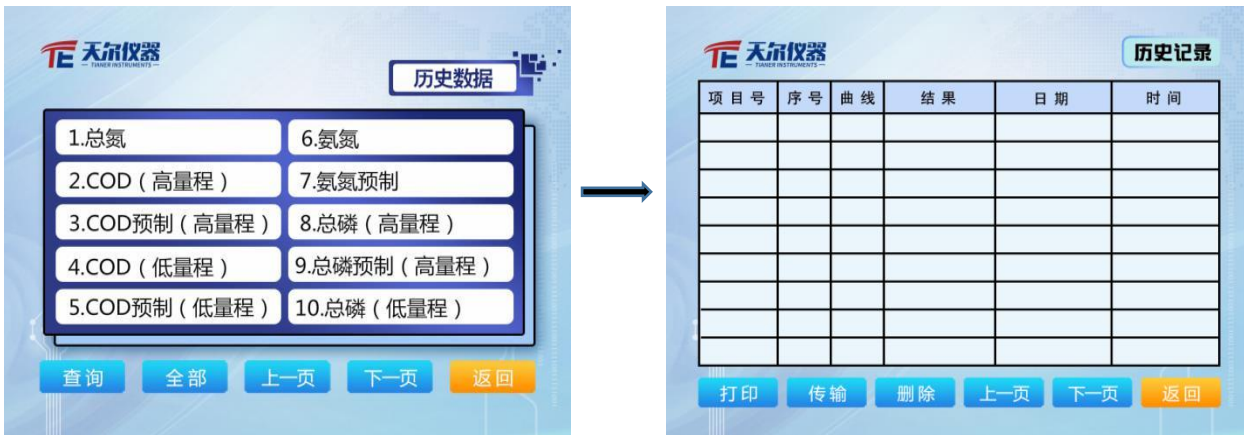 天尔仪器
TIANER INSTRUMENTS
历史数据
1.总氮
6.氨氮
2.COD（高量程）
7.氨氮预制
3.COD预制（高量程）
8.总磷（高量程）
4.COD（低量程）
9.总磷预制（高量程）
5.COD预制（低量程）
10.总磷（低量程）
查询 全部 上一页 下一页 返回
天尔仪器
TIANER INSTRUMENTS
历史记录
项目号 序号 曲线 结果 日期 时间
打印 传输 删除 上一页 下一页 返回